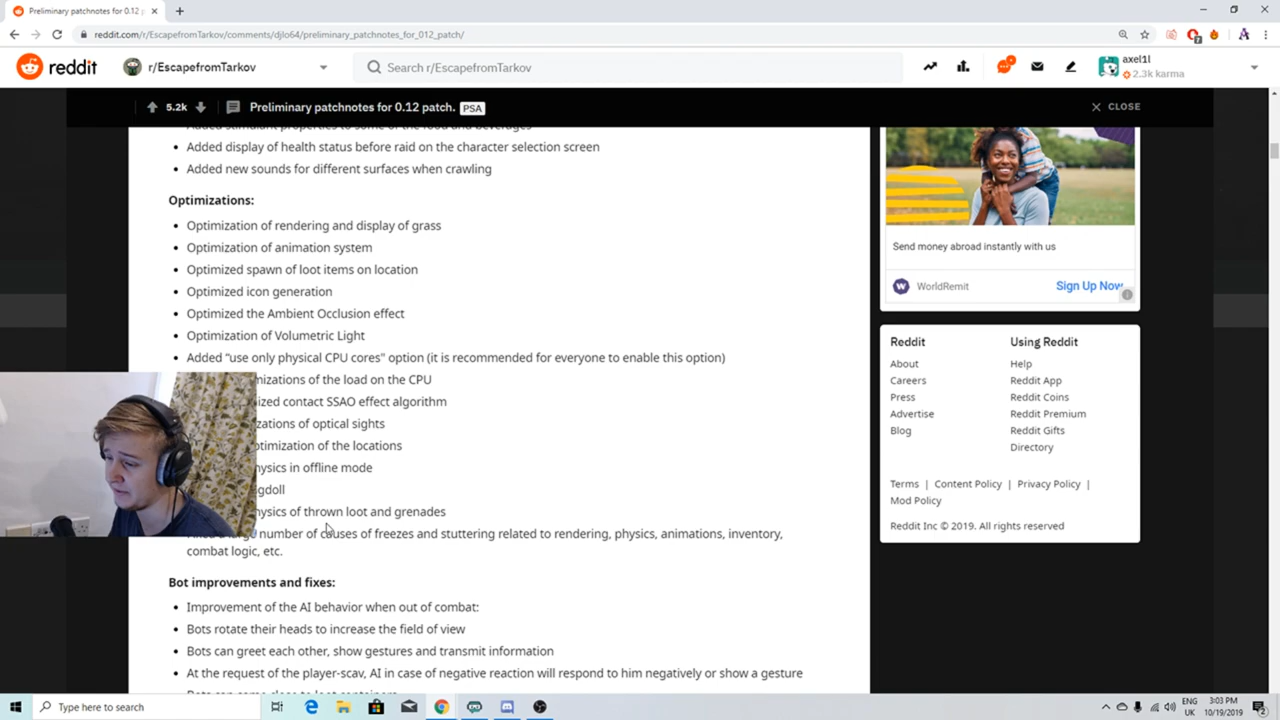 Preliminary patchnotes for 0.12 p
reddit.com/r/EscapefromTarkov/comments/djlo64/preliminary_patchnotes_for_012_patch/
reddit
r/EscapefromTarkov
Search r/EscapefromTarkov
axel1l
2.3k karma
5.2k
Preliminary patchnotes for 0.12 patch.
PSA
CLOSE
Added stimulant properties to some of the food and beverages
• Added display of health status before raid on the character selection screen
• Added new sounds for different surfaces when crawling
Optimizations:
• Optimization of rendering and display of grass
• Optimization of animation system
• Optimized spawn of loot items on location
• Optimized icon generation
• Optimized the Ambient Occlusion effect
• Optimization of Volumetric Light
• Added “use only physical CPU cores” option (it is recommended for everyone to enable this option)
mizations of the load on the CPU
ized contact SSAO effect algorithm
zations of optical sights
timization of the locations
hysics in offline mode
gdoll
hysics of thrown loot and grenades
number of causes of freezes and stuttering related to rendering, physics, animations, inventory,
combat logic, etc.
Bot improvements and fixes:
• Improvement of the AI behavior when out of combat:
• Bots rotate their heads to increase the field of view
• Bots can greet each other, show gestures and transmit information
• At the request of the player-scav, AI in case of negative reaction will respond to him negatively or show a gesture
Send money abroad instantly with us
WorldRemit
Sign Up Now
Reddit
About
Careers
Press
Advertise
Blog
Using Reddit
Help
Reddit App
Reddit Coins
Reddit Premium
Reddit Gifts
Directory
Terms | Content Policy | Privacy Policy |
Mod Policy
Reddit Inc © 2019. All rights reserved
Type here to search
ENG
UK
3:03 PM
10/19/2019